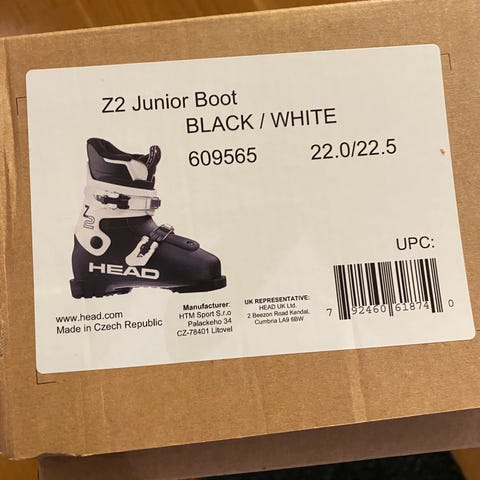 Z2 Junior Boot
BLACK / WHITE
609565 22.0/22.5
Z2
HEAD
UPC:
7 92460 61874 0
www.head.com
Made in Czech Republic
Manufacturer:
HTM Sport S.r.o
Palackeho 34
CZ-78401 Litovel
UK REPRESENTATIVE:
HEAD UK Ltd.
2 Beezon Road Kendal,
Cumbria LA9 6BW